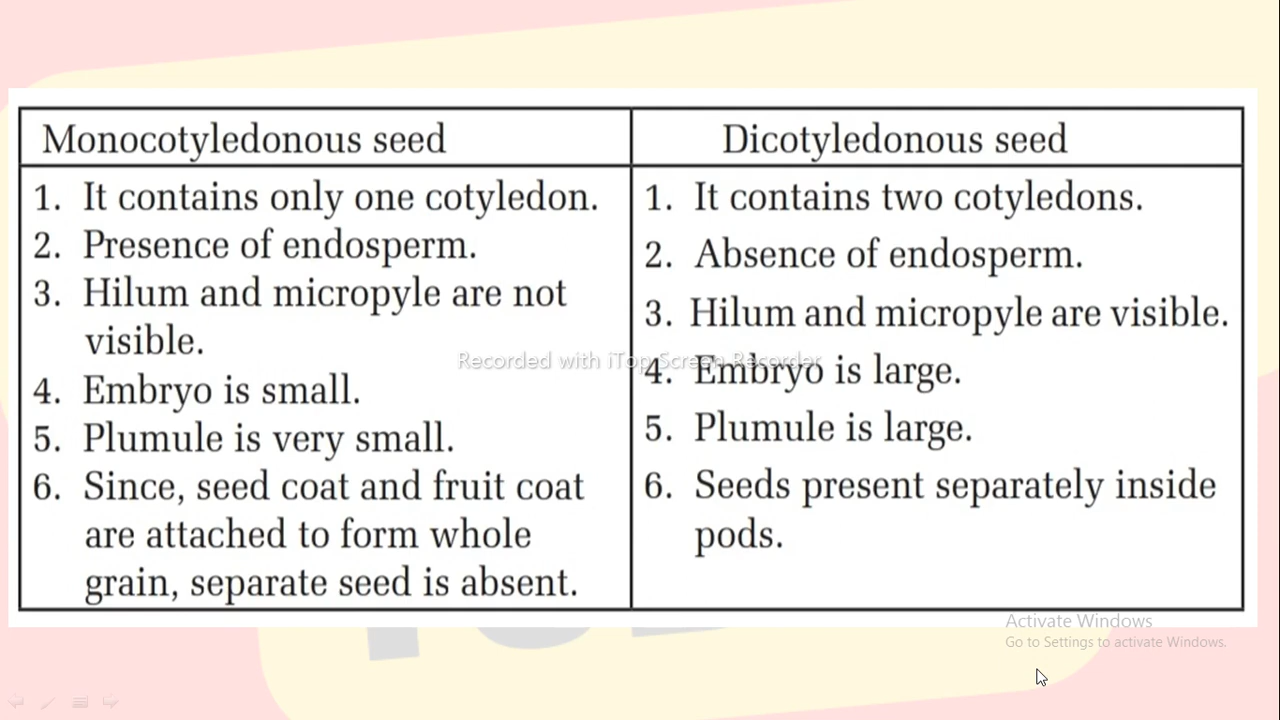 Monocotyledonous seed
Dicotyledonous seed
1. It contains only one cotyledon.
2. Presence of endosperm.
3. Hilum and micropyle are not
visible.
4. Embryo is small.
5. Plumule is very small.
6. Since, seed coat and fruit coat
are attached to form whole
grain, separate seed is absent.
1. It contains two cotyledons.
2. Absence of endosperm.
3. Hilum and micropyle are visible.
4. Embryo is large.
5. Plumule is large.
6. Seeds present separately inside
pods.
Recorded with iTop Screen Recorder
Activate Windows
Go to Settings to activate Windows.